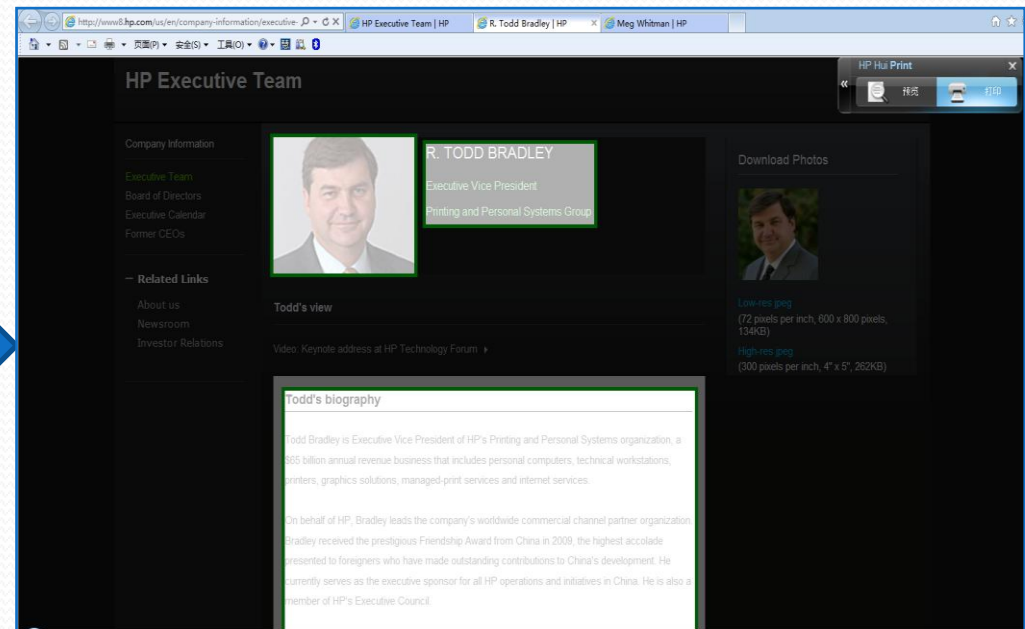 http://www8.hp.com/us/en/company-information/executive-
HP Executive Team | HP
R. Todd Bradley | HP
Meg Whitman | HP
页面(P)
安全(S)
工具(O)
HP Hui Print
预览
打印
HP Executive Team
Company Information
Executive Team
Board of Directors
Executive Calendar
Former CEOs
– Related Links
About us
Newsroom
Investor Relations
R. TODD BRADLEY
Executive Vice President
Printing and Personal Systems Group
Todd's view
Video: Keynote address at HP Technology Forum
Todd's biography
Todd Bradley is Executive Vice President of HP's Printing and Personal Systems organization, a
$65 billion annual revenue business that includes personal computers, technical workstations,
printers, graphics solutions, managed-print services and internet services.
On behalf of HP, Bradley leads the company's worldwide commercial channel partner organization.
Bradley received the prestigious Friendship Award from China in 2009, the highest accolade
presented to foreigners who have made outstanding contributions to China's development. He
currently serves as the executive sponsor for all HP operations and initiatives in China. He is also a
member of HP's Executive Council.
Download Photos
Low-res jpeg
(72 pixels per inch, 600 x 800 pixels,
134KB)
High-res jpeg
(300 pixels per inch, 4" x 5", 262KB)